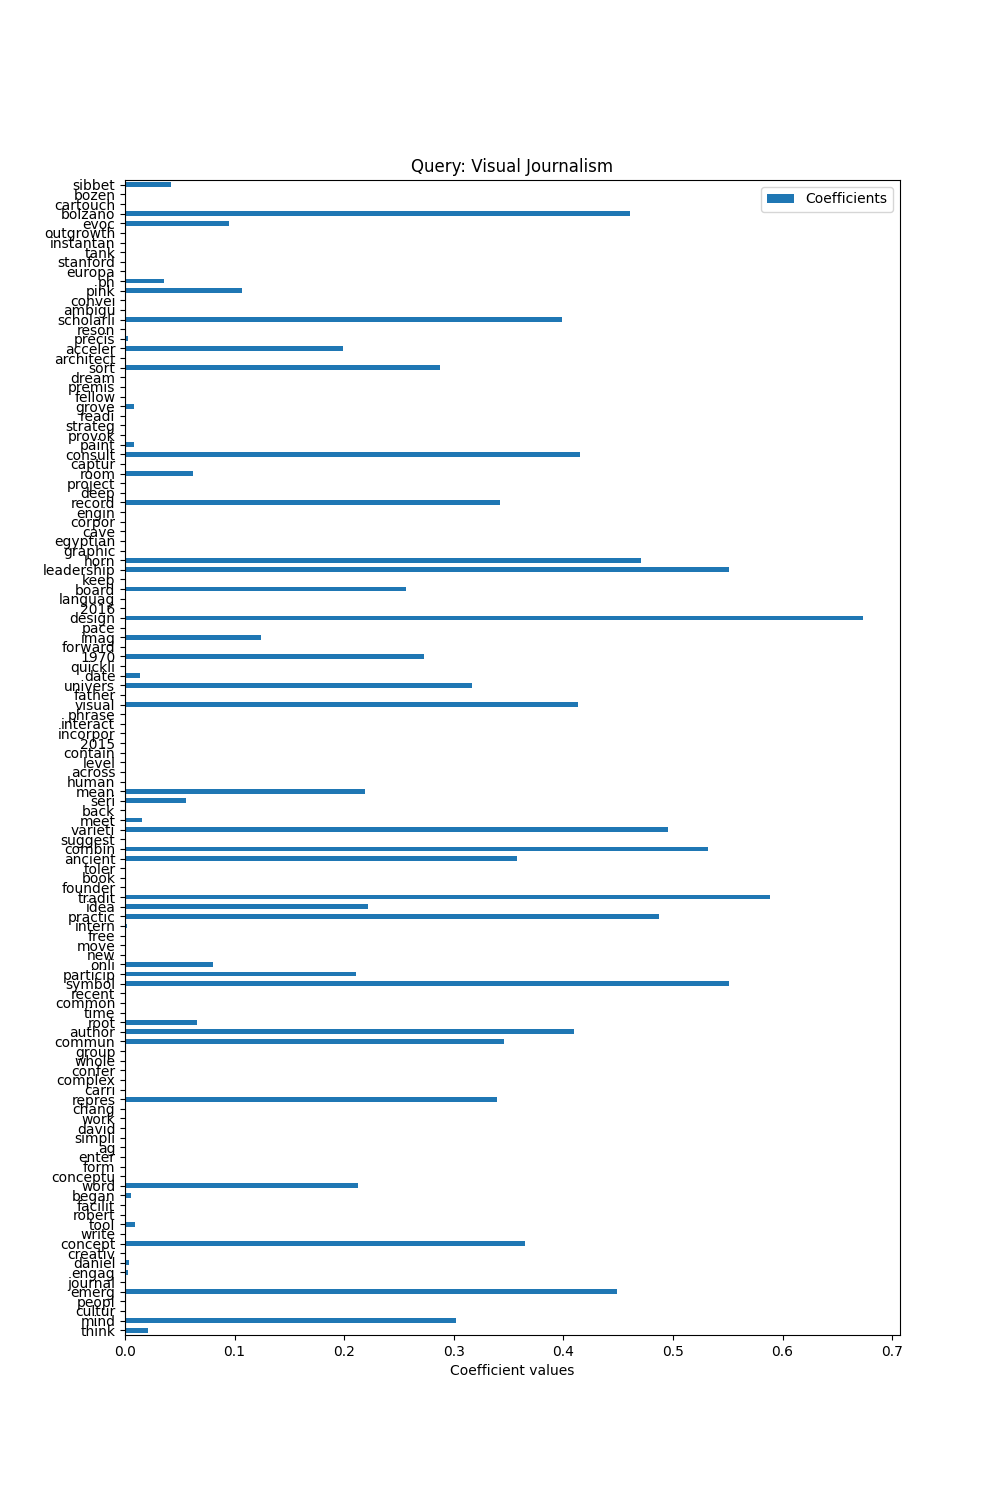 Query: Visual Journalism
Coefficients
sibbet
bozen
cartouch
bolzano
evoc
outgrowth
instantan
tank
stanford
europa
ph
pink
convei
ambigu
scholarli
reson
precis
acceler
architect
sort
dream
premis
fellow
grove
readi
strateg
provok
paint
consult
captur
room
project
deep
record
engin
corpor
cave
egyptian
graphic
horn
leadership
keep
board
languag
2016
design
pace
imag
forward
1970
quickli
date
univers
father
visual
phrase
interact
incorpor
2015
contain
level
across
human
mean
seri
back
meet
varieti
suggest
combin
ancient
toler
book
founder
tradit
idea
practic
intern
free
move
new
onli
particip
symbol
recent
common
time
root
author
commun
group
whole
confer
complex
carri
repres
chang
work
david
simpli
ag
enter
form
conceptu
word
began
facilit
robert
tool
write
concept
creativ
daniel
engag
journal
emerg
peopl
cultur
mind
think
0.0 0.1 0.2 0.3 0.4 0.5 0.6 0.7
Coefficient values